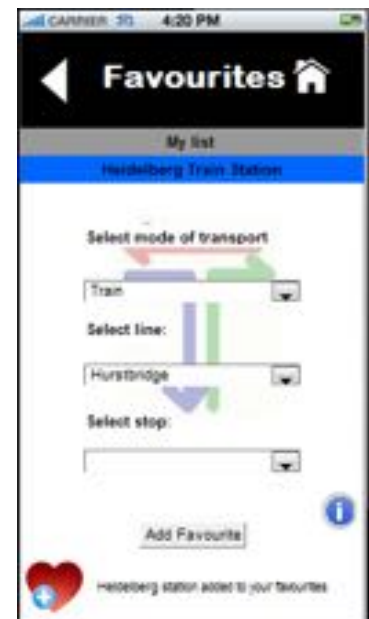 CARRIER 3G 4:20 PM
Favourites
My list
Heidelberg Train Station
Select mode of transport
Train
Select line:
Hurstbridge
Select stop:
Add Favourite
Heidelberg station added to your favourites